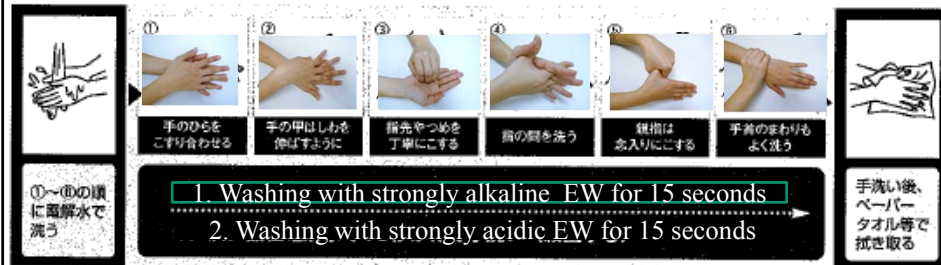 ①
②
③
④
⑤
⑥
手のひらを
こすり合わせる
手の甲はしわを
伸ばすように
指先やつめを
丁寧にこする
指の間を洗う
親指は
念入りにこする
手首のまわりも
よく洗う
①～⑥の順
に電解水で
洗う
1. Washing with strongly alkaline EW for 15 seconds
2. Washing with strongly acidic EW for 15 seconds
手洗い後、
ペーパー
タオル等で
拭き取る